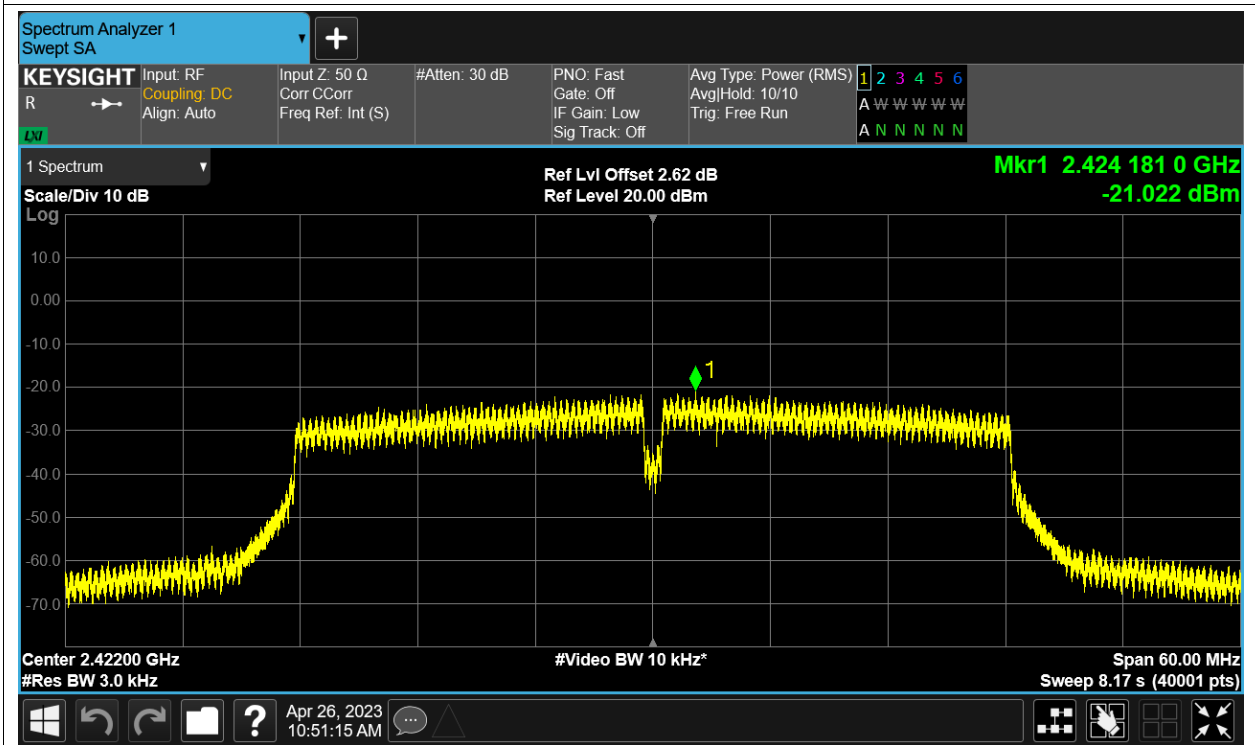 Spectrum Analyzer 1
Swept SA
KEYSIGHT
R
LXI
Input: RF
Coupling: DC
Align: Auto
Input Z: 50 Ω
Corr CCorr
Freq Ref: Int (S)
#Atten: 30 dB
PNO: Fast
Gate: Off
IF Gain: Low
Sig Track: Off
Avg Type: Power (RMS)
Avg|Hold: 10/10
Trig: Free Run
1 2 3 4 5 6
A W W W W W
A N N N N N
1 Spectrum
Scale/Div 10 dB
Log
Ref Lvl Offset 2.62 dB
Ref Level 20.00 dBm
Mkr1 2.424 181 0 GHz
-21.022 dBm
10.0
0.00
-10.0
-20.0
-30.0
-40.0
-50.0
-60.0
-70.0
1
Center 2.42200 GHz
#Res BW 3.0 kHz
#Video BW 10 kHz*
Span 60.00 MHz
Sweep 8.17 s (40001 pts)
?
Apr 26, 2023
10:51:15 AM